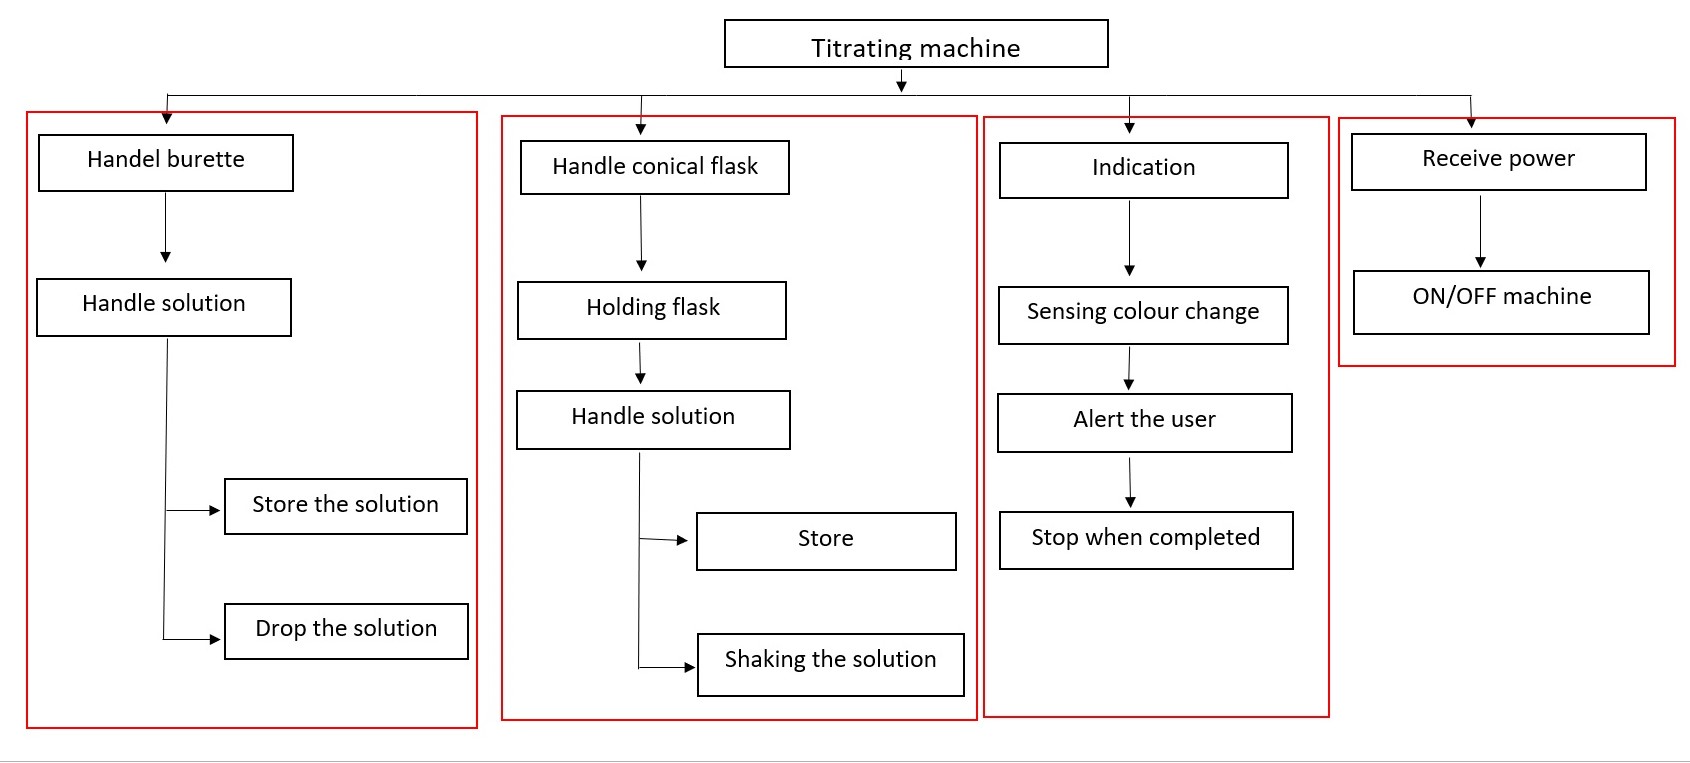 Titrating machine
Handel burette
Handle solution
Store the solution
Drop the solution
Handle conical flask
Holding flask
Handle solution
Store
Shaking the solution
Indication
Sensing colour change
Alert the user
Stop when completed
Receive power
ON/OFF machine